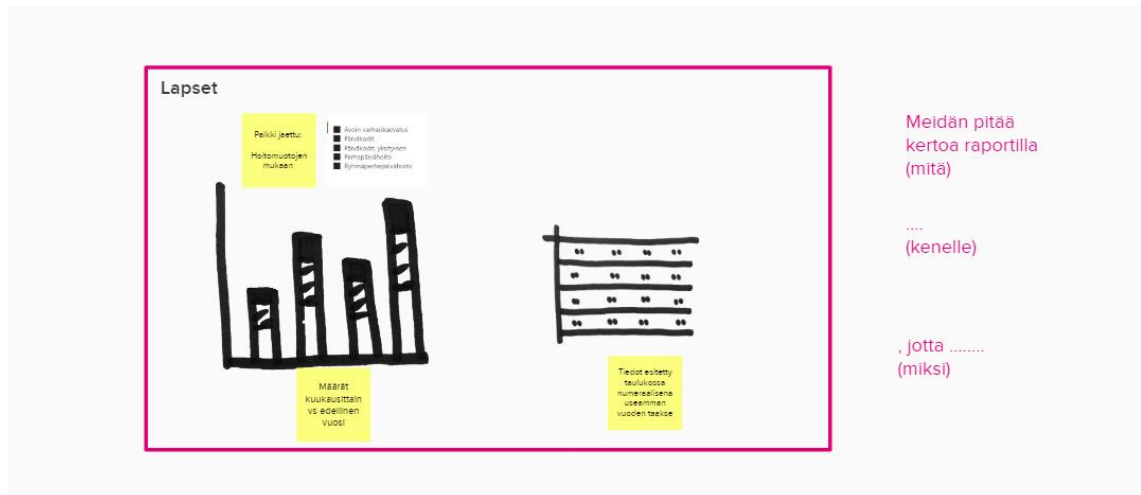 Lapset
Palkki jaettu:
Hoitomuotojen
mukaan
Avoin varhaiskasvatus
Päiväkodit
Päiväkodit, yksityinen
Perhepäivähoito
Ryhmäperhepäivähoito
Määrät
kuukausittain
vs edellinen
vuosi
Tiedot esitetty
taulukossa
numeraalisena
useamman
vuoden taakse
Meidän pitää
kertoa raportilla
(mitä)
....
(kenelle)
, jotta ........
(miksi)